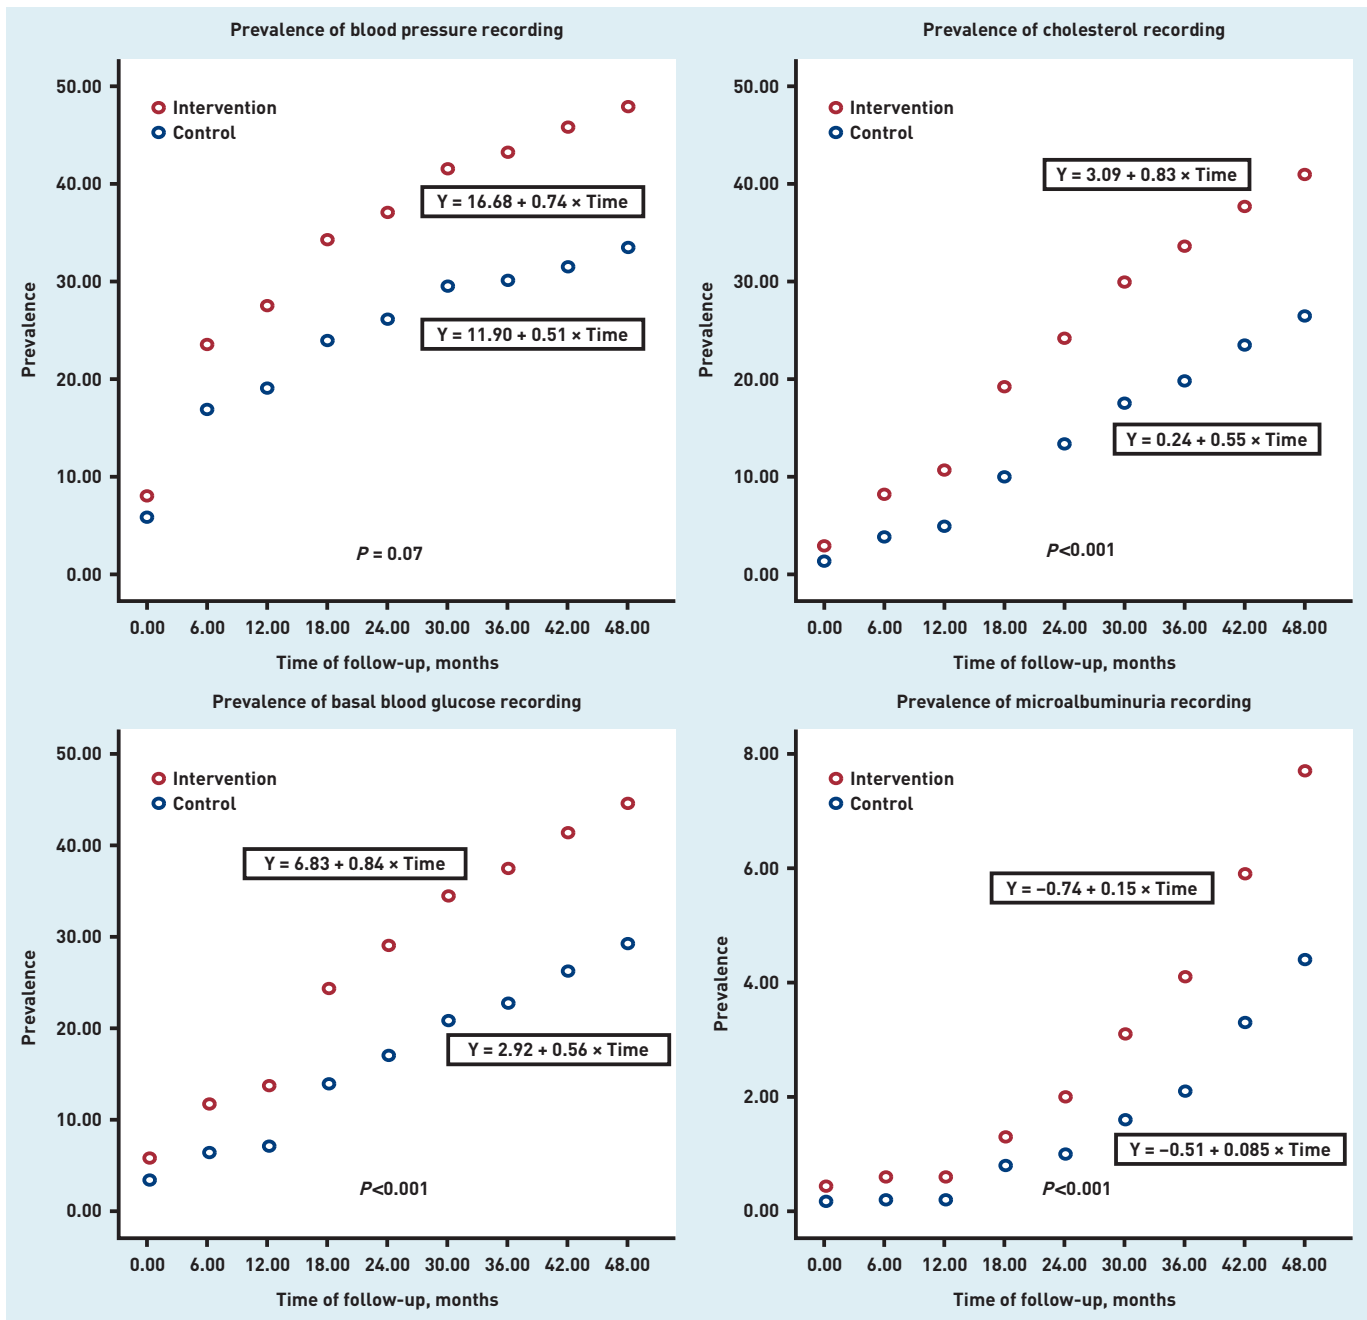 Prevalence of blood pressure recording
50.00
40.00
30.00
20.00
10.00
0.00
Prevalence
Intervention
Control
Y = 16.68 + 0.74 × Time
Y = 11.90 + 0.51 × Time
P = 0.07
0.00 6.00 12.00 18.00 24.00 30.00 36.00 42.00 48.00
Time of follow-up, months
Prevalence of cholesterol recording
50.00
40.00
30.00
20.00
10.00
0.00
Prevalence
Intervention
Control
Y = 3.09 + 0.83 × Time
Y = 0.24 + 0.55 × Time
P<0.001
0.00 6.00 12.00 18.00 24.00 30.00 36.00 42.00 48.00
Time of follow-up, months
Prevalence of basal blood glucose recording
50.00
40.00
30.00
20.00
10.00
0.00
Prevalence
Intervention
Control
Y = 6.83 + 0.84 × Time
Y = 2.92 + 0.56 × Time
P<0.001
0.00 6.00 12.00 18.00 24.00 30.00 36.00 42.00 48.00
Time of follow-up, months
Prevalence of microalbuminuria recording
8.00
6.00
4.00
2.00
0.00
Prevalence
Intervention
Control
Y = −0.74 + 0.15 × Time
Y = −0.51 + 0.085 × Time
P<0.001
0.00 6.00 12.00 18.00 24.00 30.00 36.00 42.00 48.00
Time of follow-up, months